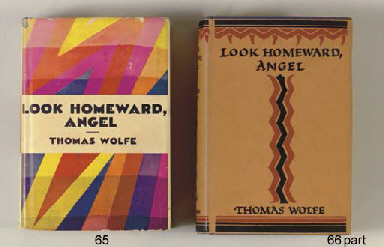 LOOK HOMEWARD,
ANGEL
THOMAS WOLFE
LOOK HOMEWARD,
ANGEL
THOMAS WOLFE
65
66 part